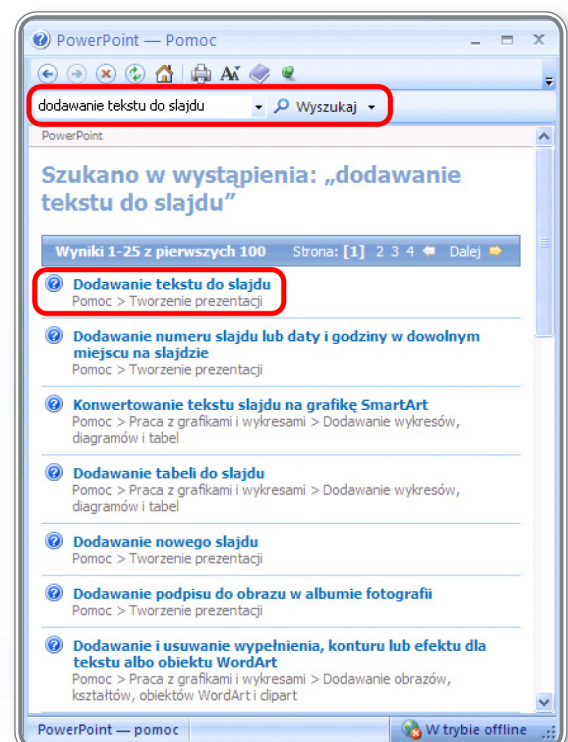 PowerPoint — Pomoc
dodawanie tekstu do slajdu
Wyszukaj
PowerPoint
Szukano w wystąpienia: „dodawanie
tekstu do slajdu”
Wyniki 1-25 z pierwszych 100 Strona: [1] 2 3 4 Dalej
Dodawanie tekstu do slajdu
Pomoc > Tworzenie prezentacji
Dodawanie numeru slajdu lub daty i godziny w dowolnym
miejscu na slajdzie
Pomoc > Tworzenie prezentacji
Konwertowanie tekstu slajdu na grafikę SmartArt
Pomoc > Praca z grafikami i wykresami > Dodawanie wykresów,
diagramów i tabel
Dodawanie tabeli do slajdu
Pomoc > Praca z grafikami i wykresami > Dodawanie wykresów,
diagramów i tabel
Dodawanie nowego slajdu
Pomoc > Tworzenie prezentacji
Dodawanie podpisu do obrazu w albumie fotografii
Pomoc > Tworzenie prezentacji
Dodawanie i usuwanie wypełnienia, konturu lub efektu dla
tekstu albo obiektu WordArt
Pomoc > Praca z grafikami i wykresami > Dodawanie obrazów,
kształtów, obiektów WordArt i clipart
PowerPoint — pomoc
W trybie offline